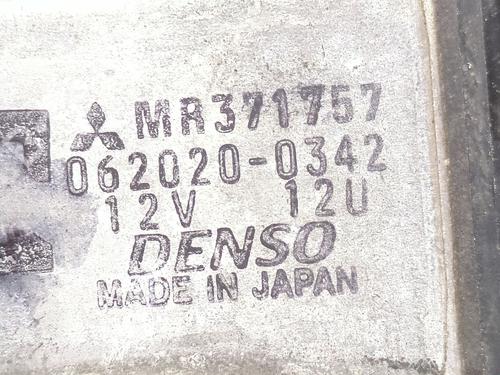 MR371757
062020-0342
12V 12U
DENSO
MADE IN JAPAN